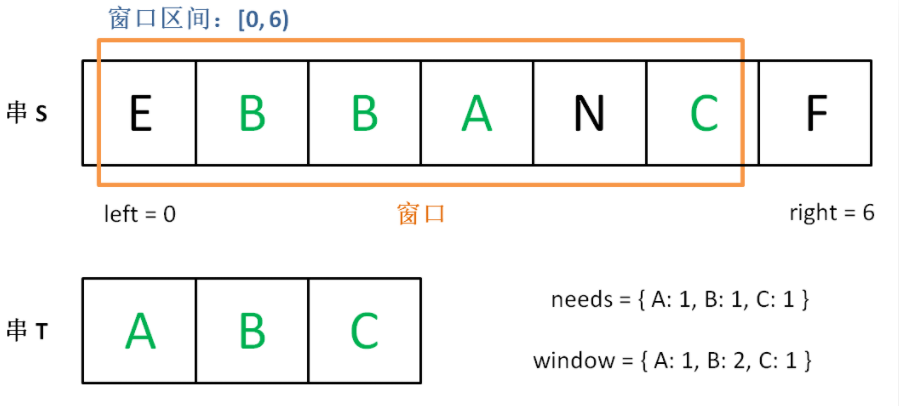 窗口区间：[0, 6)
串 S
E B B A N C F
left = 0
窗口
right = 6
串 T
A B C
needs = { A: 1, B: 1, C: 1 }
window = { A: 1, B: 2, C: 1 }